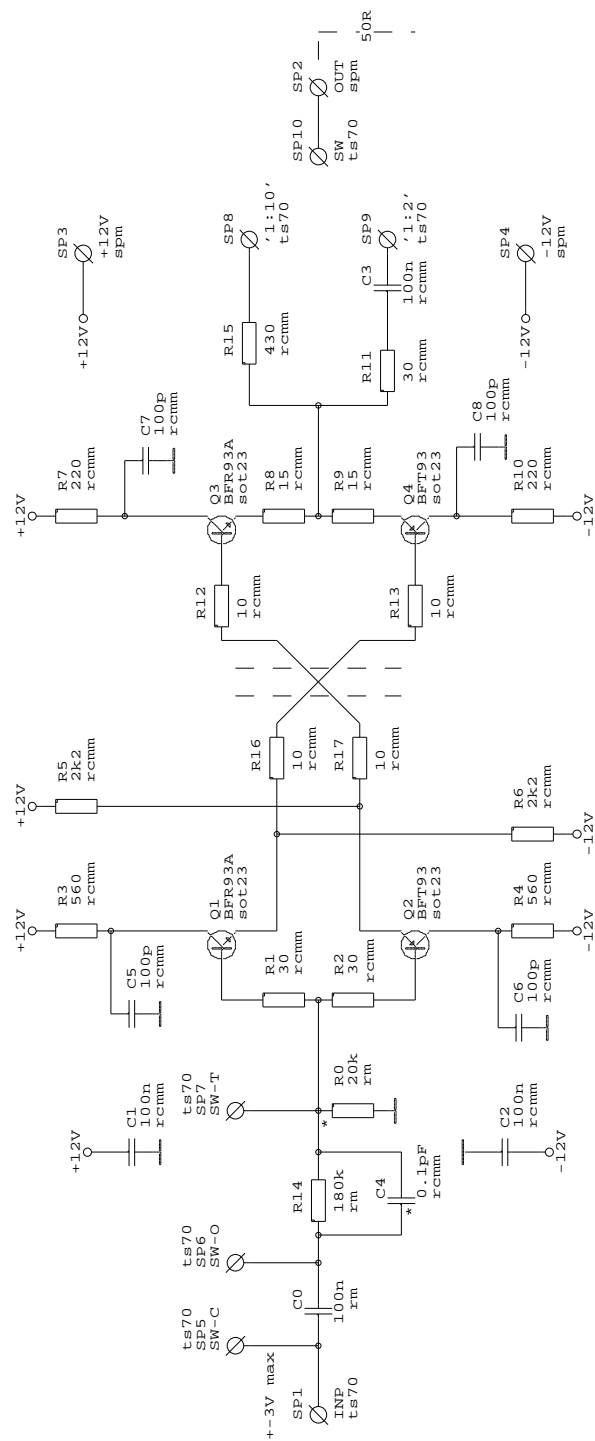 +-3V max
SP1
INP
ts70
ts70
SP5
SW-C
C0
100n
rm
ts70
SP6
SW-O
R14
180k
rm
C4
*
0.1pF
rcmm
ts70
SP7
SW-T
*
R0
20k
rm
+12V
C1
100n
rcmm
C2
100n
rcmm
-12V
R1
30
rcmm
R2
30
rcmm
C5
100p
rcmm
C6
100p
rcmm
+12V
R3
560
rcmm
Q1
BFR93A
sot23
Q2
BFT93
sot23
R4
560
rcmm
-12V
+12V
R5
2k2
rcmm
R6
2k2
rcmm
-12V
R16
10
rcmm
R17
10
rcmm
R12
10
rcmm
R13
10
rcmm
+12V
R7
220
rcmm
C7
100p
rcmm
Q3
BFR93A
sot23
R8
15
rcmm
R9
15
rcmm
Q4
BFT93
sot23
C8
100p
rcmm
R10
220
rcmm
-12V
R15
430
rcmm
R11
30
rcmm
C3
100n
rcmm
SP8
'1:10'
ts70
SP9
'1:2'
ts70
+12V
SP3
+12V
spm
-12V
SP4
-12V
spm
SP10
SW
ts70
SP2
OUT
spm
50R